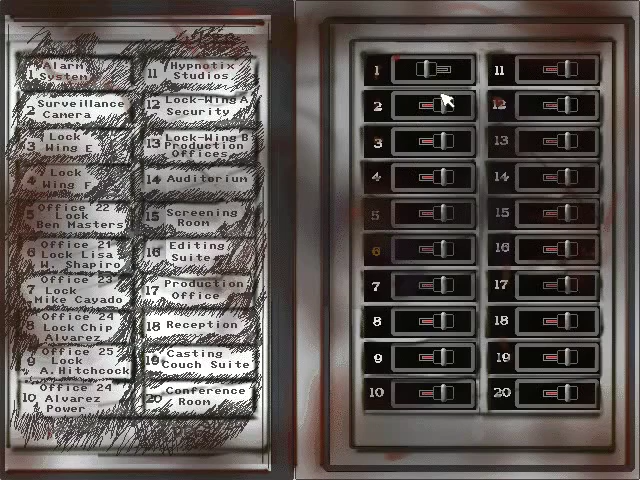 1 Alarm
System
2 Surveillance
Camera
3 Lock
Wing E
4 Lock
Wing F
5 Office 22
Lock
Ben Masters
6 Office 21
Lock Lisa
W. Shapiro
7 Office 23
Lock
Mike Cayado
8 Office 24
Lock Chip
Alvarez
9 Office 25
Lock
A.Hitchcock
10 Office 24
Alvarez
Power
11 Hypnotix
Studios
12 Lock-Wing A
Security
13 Lock-Wing B
Production
Offices
14 Auditorium
15 Screening
Room
16 Editing
Suite
17 Production
Office
18 Reception
19 Casting
Couch Suite
20 Conference
Room
1
2
3
4
5
6
7
8
9
10
11
12
13
14
15
16
17
18
19
20